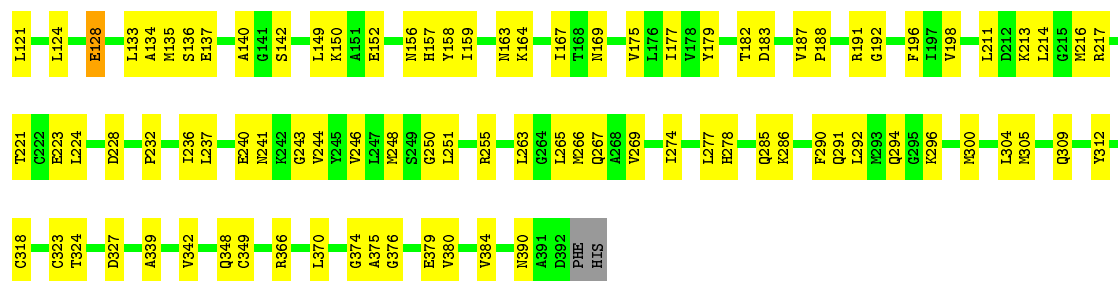 L121 L124 E128 L133 A134 M135 S136 E137 A140 G141 S142 L149 K150 A151 E152 N156 H157 Y158 I159 N163 K164 I167 T168 N169 V175 L176 I177 V178 Y179 T182 D183 V187 P188 R191 G192 F196 I197 V198 L211 D212 K213 L214 G215 M216 R217
T221 C222 E223 L224 D228 P232 I236 L237 E240 N241 K242 G243 V244 Y245 V246 L247 M248 S249 G250 L251 R255 L263 G264 L265 M266 Q267 A268 V269 I274 L277 H278 Q285 K286 F290 Q291 L292 M293 Q294 G295 K296 M300 L304 M305 Q309 Y312
C318 C323 T324 D327 A339 V342 Q348 C349 R366 L370 G374 A375 G376 E379 V380 V384 N390 A391 D392 PHE HIS